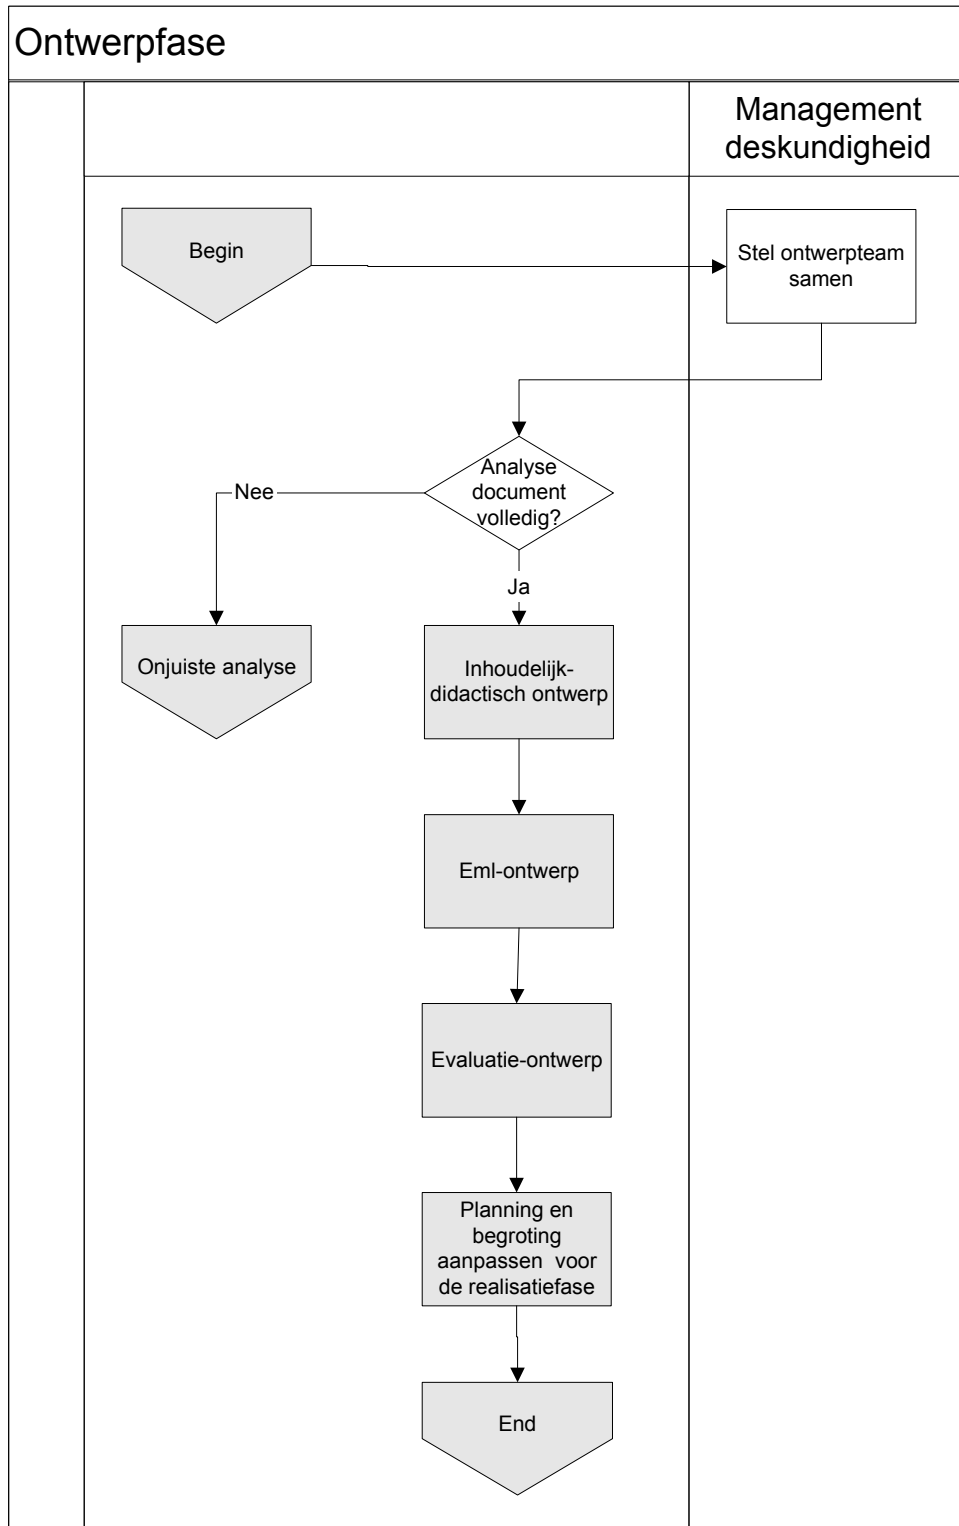 Ontwerpfase
Management
deskundigheid
Begin
Stel ontwerpteam
samen
Analyse
document
volledig?
Nee
Ja
Onjuiste analyse
Inhoudelijk-
didactisch ontwerp
Eml-ontwerp
Evaluatie-ontwerp
Planning en
begroting
aanpassen voor
de realisatiefase
End